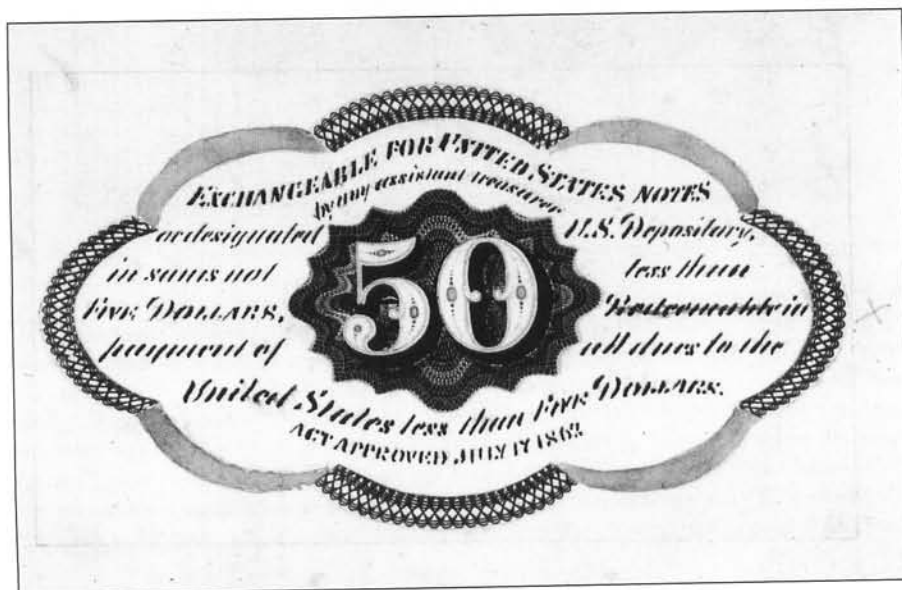 EXCHANGEABLE FOR UNITED STATES NOTES
by any assistant treasurer
or designated U.S. Depositary,
in sums not less than
FIVE DOLLARS, Redeemable in
payment of all dues to the
50
United States less than FIVE DOLLARS.
ACT APPROVED JULY 17 1862